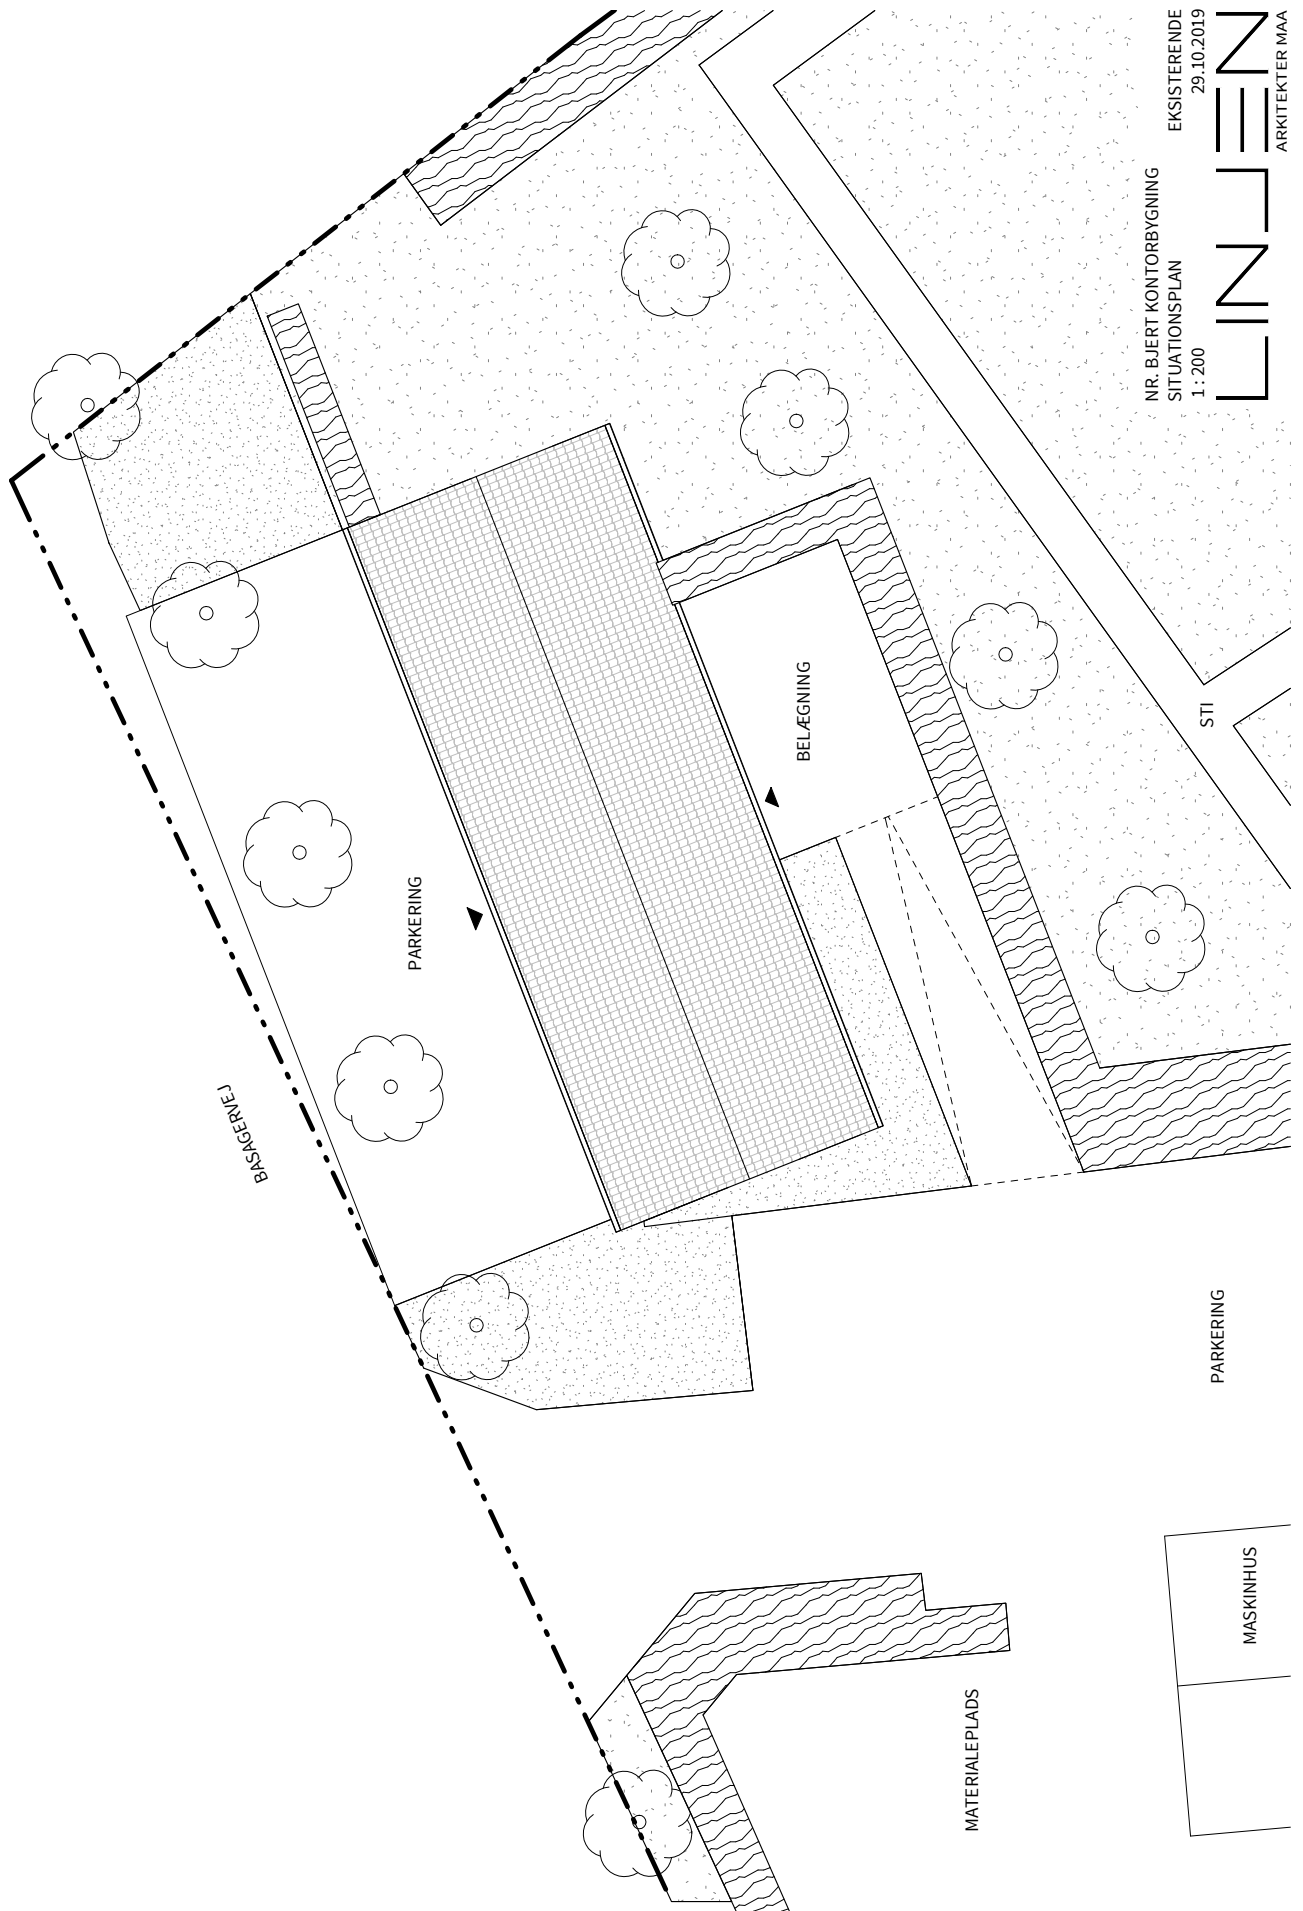 NR. BJERT KONTORBYGNING
SITUATIONSPLAN
1 : 200
EKSISTERENDE
29.10.2019
LINJEN
ARKITEKTER MAA
BASAGERVEJ
PARKERING
BELÆGNING
STI
PARKERING
MATERIALEPLADS
MASKINHUS